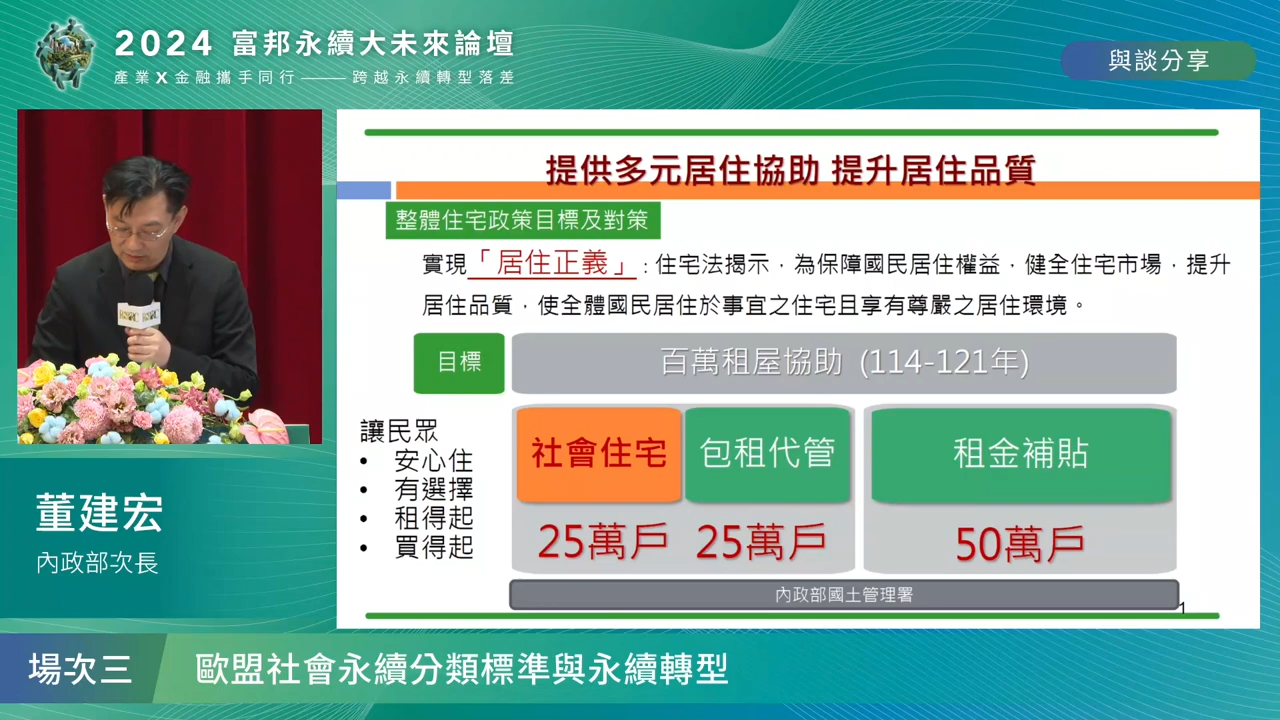 2024 富邦永續大未來論壇
產業X金融攜手同行——跨越永續轉型落差
與談分享
提供多元居住協助 提升居住品質
整體住宅政策目標及對策
實現「居住正義」：住宅法揭示，為保障國民居住權益，健全住宅市場，提升
居住品質，使全體國民居住於事宜之住宅且享有尊嚴之居住環境。
目標
百萬租屋協助 (114-121年)
讓民眾
• 安心住
• 有選擇
• 租得起
• 買得起
社會住宅
包租代管
租金補貼
25萬戶
25萬戶
50萬戶
內政部國土管理署
1
董建宏
內政部次長
場次三
歐盟社會永續分類標準與永續轉型